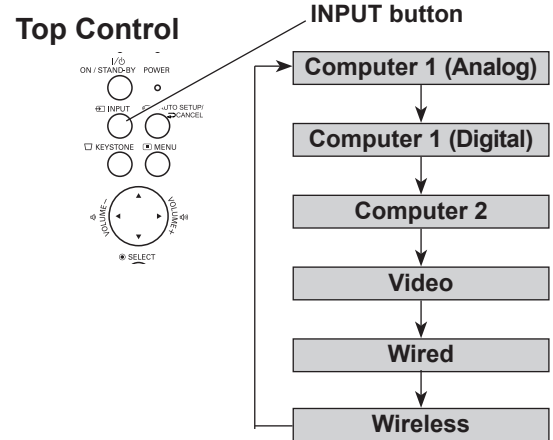 Top Control
INPUT button
ON / STAND-BY POWER
INPUT
AUTO SETUP/
CANCEL
KEYSTONE
MENU
VOLUME−
VOLUME+
SELECT
Computer 1 (Analog)
Computer 1 (Digital)
Computer 2
Video
Wired
Wireless